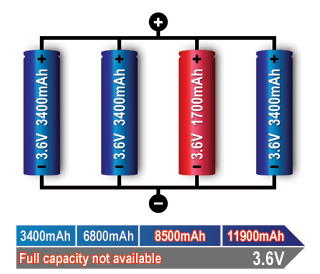 +
+ + + +
3.6V 3400mAh
3.6V 3400mAh
3.6V 1700mAh
3.6V 3400mAh
− − − −
−
3400mAh 6800mAh 8500mAh 11900mAh
Full capacity not available 3.6V